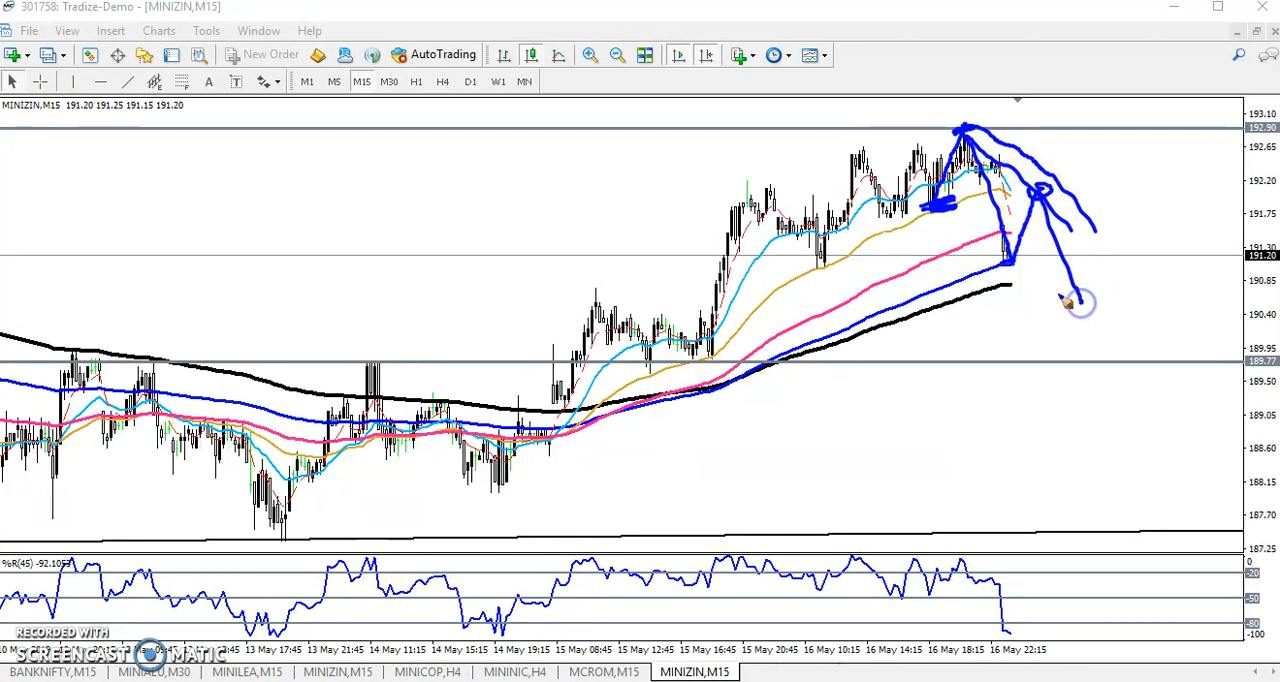 301758: Tradize-Demo - [MINIZIN,M15]
File View Insert Charts Tools Window Help
New Order AutoTrading
A T M1 M5 M15 M30 H1 H4 D1 W1 MN
MINIZIN,M15 191.20 191.25 191.15 191.20
193.10
192.90
192.65
192.20
191.75
191.30
191.20
190.85
190.40
189.95
189.77
189.50
189.05
188.60
188.15
187.70
187.25
%R(45) -92.1053
0
-20
-50
-80
-100
RECORDED WITH
SCREENCAST MATIC
13 May 17:45 13 May 21:45 14 May 11:15 14 May 15:15 14 May 19:15 15 May 08:45 15 May 12:45 15 May 16:45 15 May 20:45 16 May 10:15 16 May 14:15 16 May 18:15 16 May 22:15
BANKNIFTY,M15 MINIALU,M30 MINILEA,M15 MINIZIN,M15 MINICOP,H4 MININIC,H4 MCROM,M15 MINIZIN,M15